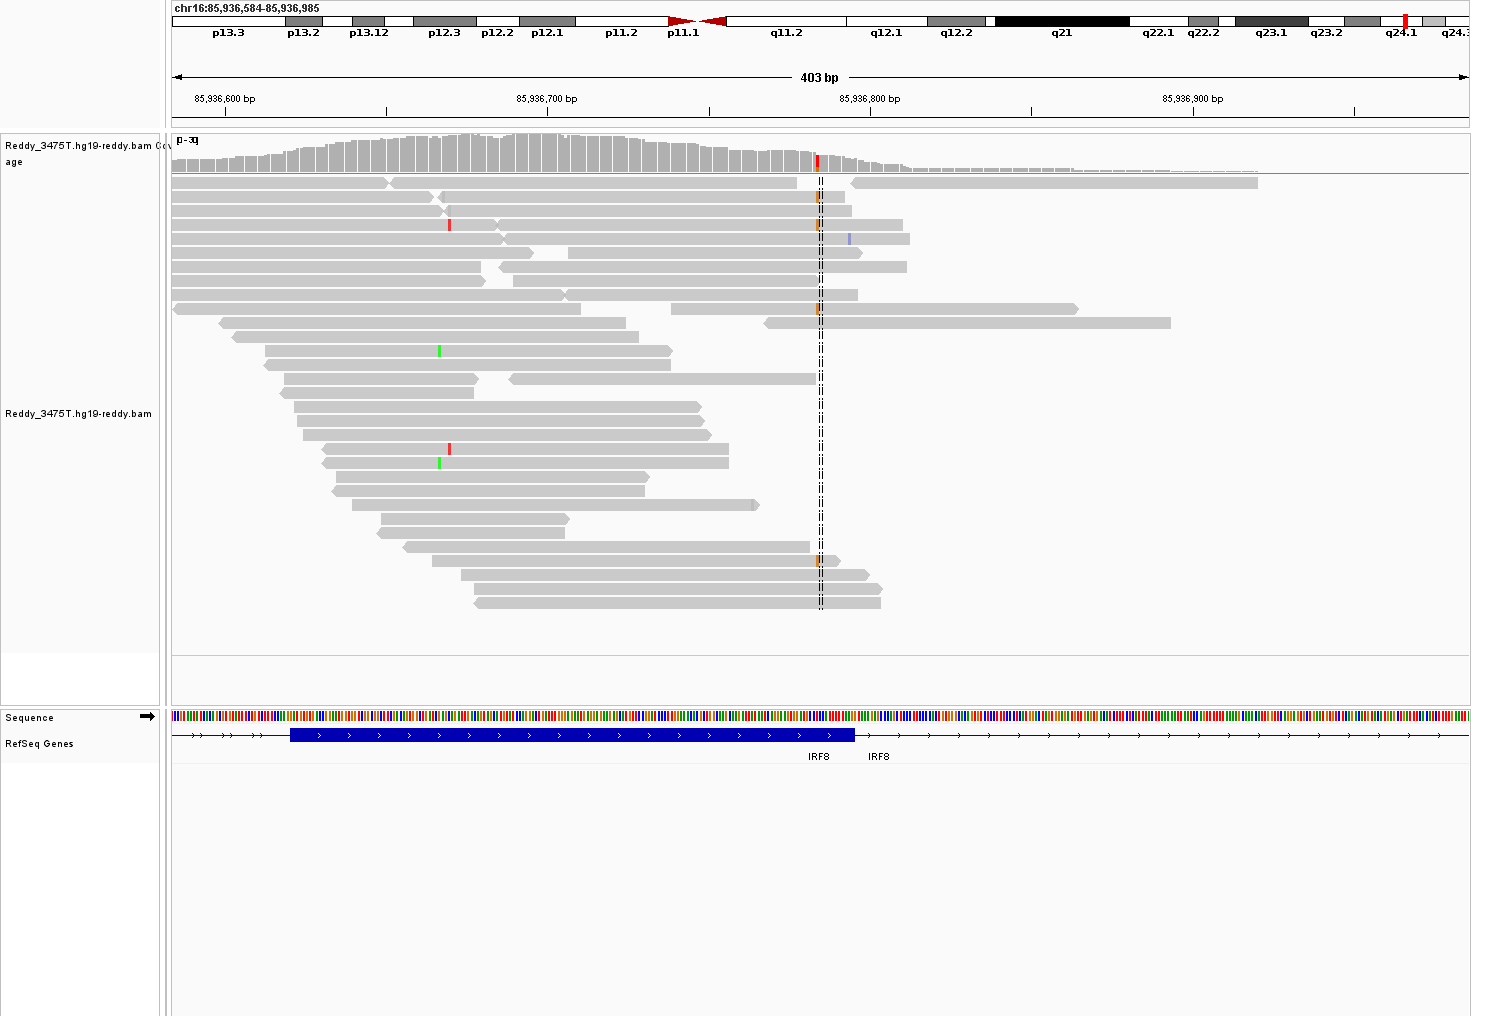 chr16:85,936,584-85,936,985
p13.3 p13.2 p13.12 p12.3 p12.2 p12.1 p11.2 p11.1 q11.2 q12.1 q12.2 q21 q22.1 q22.2 q23.1 q23.2 q24.1 q24.3
403 bp
85,936,600 bp 85,936,700 bp 85,936,800 bp 85,936,900 bp
Reddy_3475T.hg19-reddy.bam Cov
age
[0 - 30]
Reddy_3475T.hg19-reddy.bam
Sequence
RefSeq Genes
IRF8 IRF8